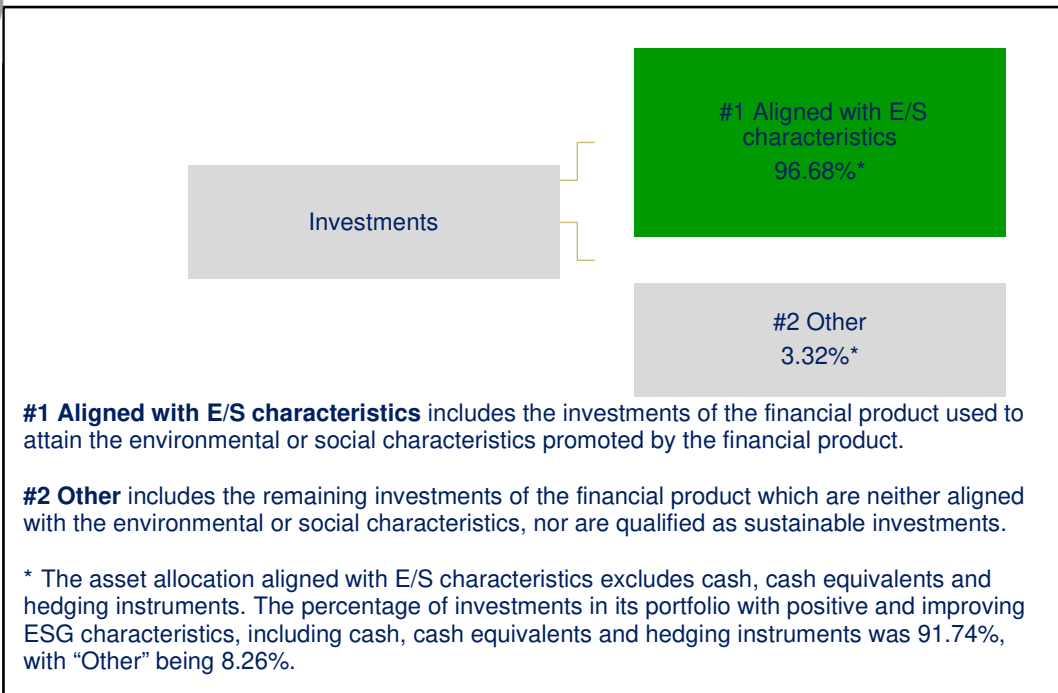 #1 Aligned with E/S
characteristics
96.68%*
Investments
#2 Other
3.32%*
#1 Aligned with E/S characteristics includes the investments of the financial product used to
attain the environmental or social characteristics promoted by the financial product.
#2 Other includes the remaining investments of the financial product which are neither aligned
with the environmental or social characteristics, nor are qualified as sustainable investments.
* The asset allocation aligned with E/S characteristics excludes cash, cash equivalents and
hedging instruments. The percentage of investments in its portfolio with positive and improving
ESG characteristics, including cash, cash equivalents and hedging instruments was 91.74%,
with “Other” being 8.26%.